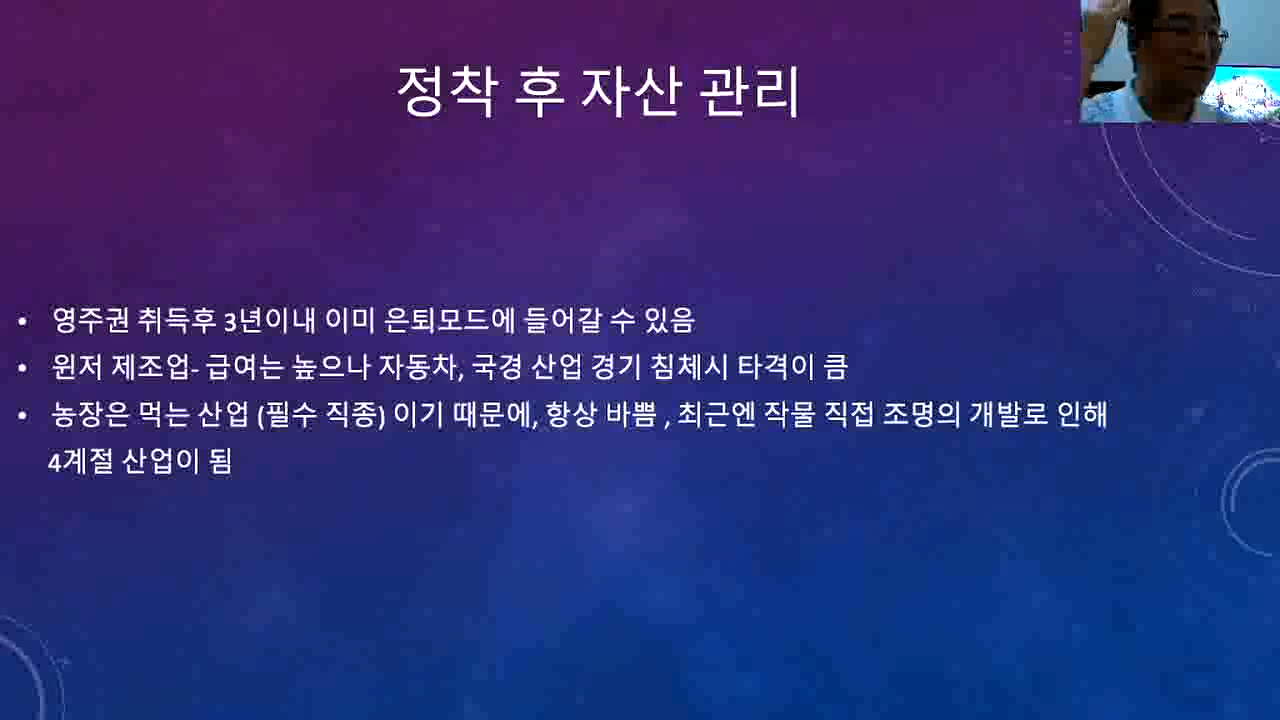 정착 후 자산 관리
• 영주권 취득후 3년이내 이미 은퇴모드에 들어갈 수 있음
• 윈저 제조업- 급여는 높으나 자동차, 국경 산업 경기 침체시 타격이 큼
• 농장은 먹는 산업 (필수 직종) 이기 때문에, 항상 바쁨 , 최근엔 작물 직접 조명의 개발로 인해
4계절 산업이 됨